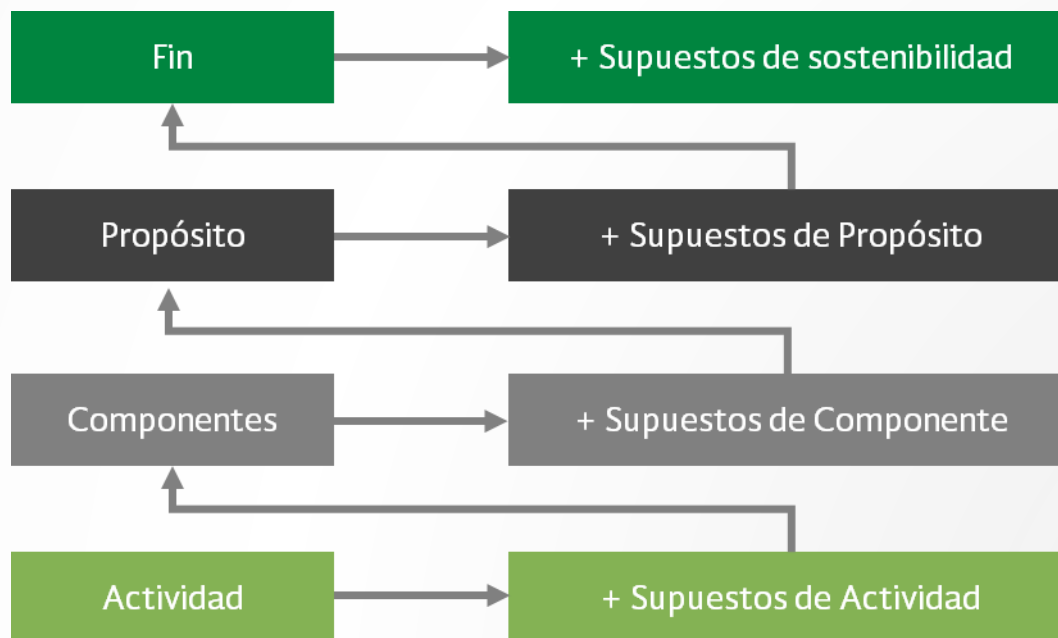 Fin
+ Supuestos de sostenibilidad
Propósito
+ Supuestos de Propósito
Componentes
+ Supuestos de Componente
Actividad
+ Supuestos de Actividad